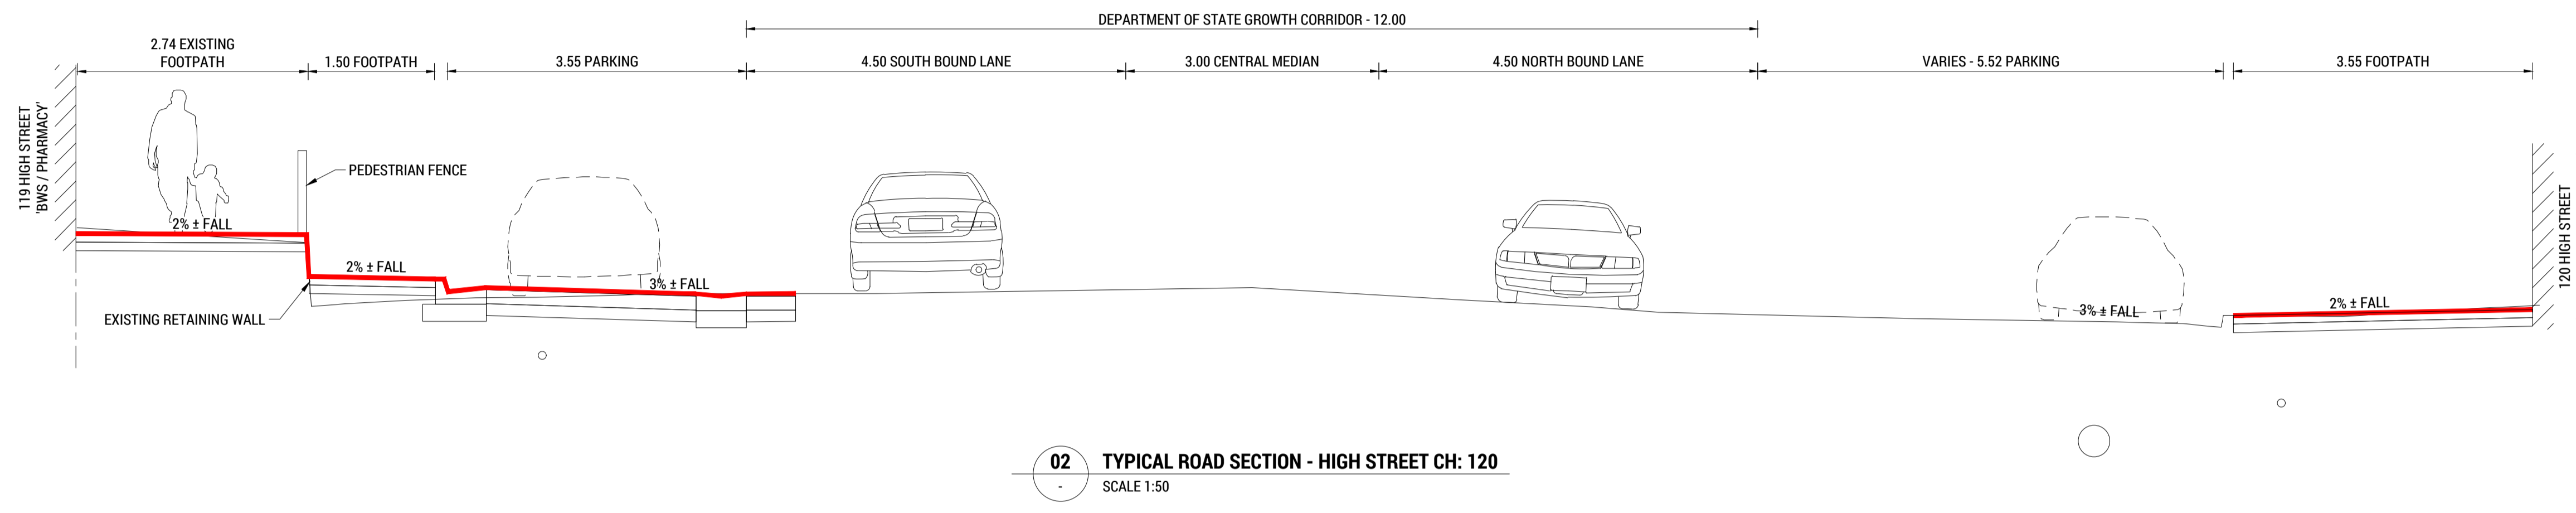 DEPARTMENT OF STATE GROWTH CORRIDOR - 12.00
2.74 EXISTING
FOOTPATH
1.50 FOOTPATH
3.55 PARKING
4.50 SOUTH BOUND LANE
3.00 CENTRAL MEDIAN
4.50 NORTH BOUND LANE
VARIES - 5.52 PARKING
3.55 FOOTPATH
119 HIGH STREET
'BWS / PHARMACY'
PEDESTRIAN FENCE
2% ± FALL
2% ± FALL
3% ± FALL
EXISTING RETAINING WALL
3% ± FALL
2% ± FALL
120 HIGH STREET
02
-
TYPICAL ROAD SECTION - HIGH STREET CH: 120
SCALE 1:50